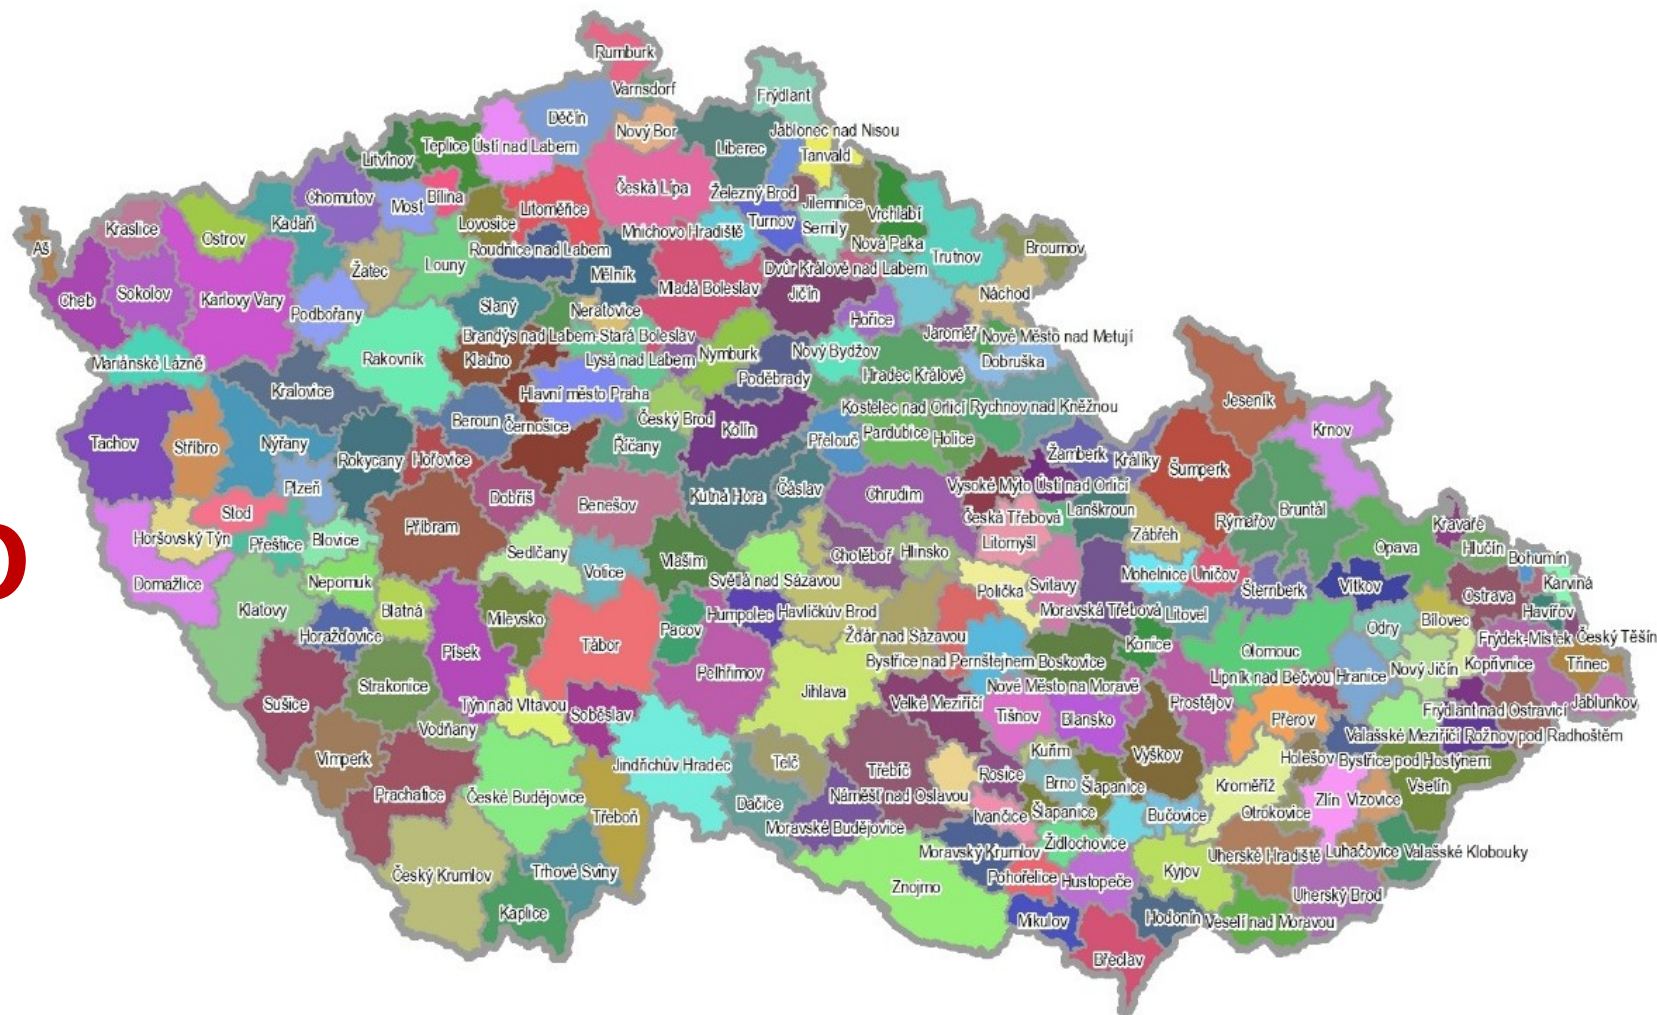 Rumburk
Varnsdorf
Frýdlant
Děčín
Nový Bor
Jablonec nad Nisou
Liberec
Tanvald
Litvínov
Teplice
Ústí nad Labem
Chomutov
Most
Bílina
Litoměřice
Česká Lípa
Železný Brod
Jilemnice
Vrchlabí
Kraslice
Ostrov
Kadaň
Lovosice
Mnichovo Hradiště
Turnov
Semily
Nová Paka
Trutnov
Broumov
Aš
Roudnice nad Labem
Žatec
Louny
Mělník
Mladá Boleslav
Dvůr Králové nad Labem
Jičín
Náchod
Cheb
Sokolov
Karlovy Vary
Podbořany
Slaný
Neratovice
Hořice
Jaroměř
Nové Město nad Metují
Brandýs nad Labem-Stará Boleslav
Mariánské Lázně
Rakovník
Kladno
Lysá nad Labem
Nymburk
Nový Bydžov
Dobruška
Kralovice
Hlavní město Praha
Poděbrady
Hradec Králové
Jeseník
Tachov
Stříbro
Nýřany
Rokycany
Hořovice
Beroun
Černošice
Říčany
Český Brod
Kolín
Přelouč
Pardubice
Holice
Kostelec nad Orlicí
Rychnov nad Kněžnou
Žamberk
Králíky
Šumperk
Krnov
Plzeň
Dobříš
Benešov
Kutná Hora
Čáslav
Chrudim
Vysoké Mýto
Ústí nad Orlicí
Česká Třebová
Lanškroun
Rýmařov
Bruntál
Stod
Horšovský Týn
Přeštice
Blovice
Příbram
Sedlčany
Votice
Vlašim
Světlá nad Sázavou
Chotěboř
Hlinsko
Litomyšl
Zábřeh
Opava
Kravaře
Hlučín
Bohumín
Karviná
Domažlice
Nepomuk
Klatovy
Blatná
Horažďovice
Milevsko
Tábor
Pacov
Humpolec
Havlíčkův Brod
Polička
Svitavy
Moravská Třebová
Mohelnice
Uničov
Litovel
Šternberk
Vítkov
Ostrava
Havířov
Odry
Bílovec
Žďár nad Sázavou
Konice
Olomouc
Frýdek-Místek
Český Těšín
Třinec
Písek
Pelhřimov
Bystřice nad Pernštejnem
Boskovice
Lipník nad Bečvou
Hranice
Nový Jičín
Kopřivnice
Sušice
Strakonice
Týn nad Vltavou
Soběslav
Jihlava
Velké Meziříčí
Nové Město na Moravě
Tišnov
Blansko
Prostějov
Přerov
Frýdlant nad Ostravicí
Jablunkov
Vodňany
Valašské Meziříčí
Rožnov pod Radhoštěm
Vimperk
Jindřichův Hradec
Telč
Třebíč
Rosice
Kuřim
Brno
Vyškov
Holešov
Bystřice pod Hostýnem
Prachatice
České Budějovice
Třeboň
Dačice
Náměšť nad Oslavou
Moravské Budějovice
Ivančice
Šlapanice
Šlapanice
Bučovice
Kroměříž
Otrokovice
Zlín
Vizovice
Vsetín
Český Krumlov
Trhové Sviny
Kaplice
Znojmo
Moravský Krumlov
Židlochovice
Pohořelice
Hustopeče
Kyjov
Uherské Hradiště
Luhačovice
Valašské Klobouky
Uherský Brod
Mikulov
Hodonín
Veselí nad Moravou
Břeclav